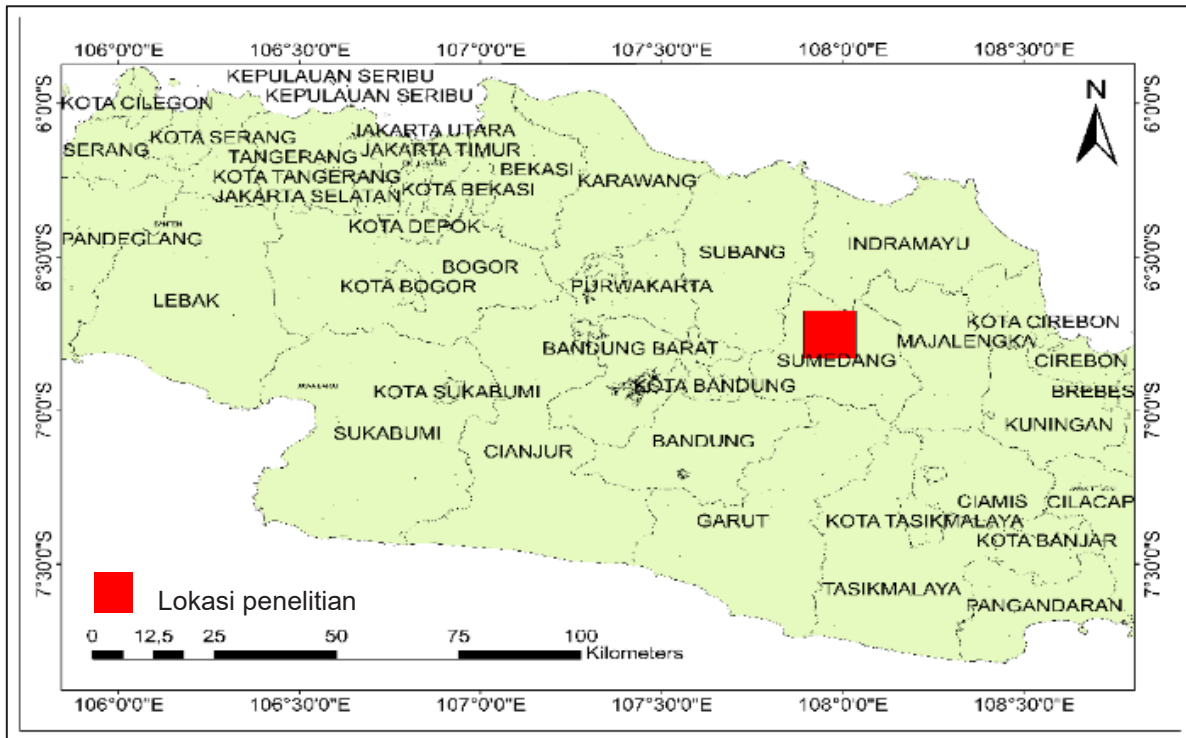 106°0'0"E 106°30'0"E 107°0'0"E 107°30'0"E 108°0'0"E 108°30'0"E
KEPULAUAN SERIBU
KEPULAUAN SERIBU
N
6°0'0"S
6°0'0"S
KOTA CILEGON
KOTA SERANG
JAKARTA UTARA
SERANG
TANGERANG
JAKARTA TIMUR
KOTA TANGERANG
BEKASI
KARAWANG
JAKARTA SELATAN
KOTA BEKASI
BANTEN
KOTA DEPOK
PANDEGLANG
SUBANG
INDRAMAYU
6°30'0"S
6°30'0"S
BOGOR
KOTA BOGOR
PURWAKARTA
LEBAK
KOTA CIREBON
MAJALENGKA
BANDUNG BARAT
SUMEDANG
CIREBON
KOTA SUKABUMI
KOTA BANDUNG
BREBES
7°0'0"S
7°0'0"S
KUNINGAN
SUKABUMI
CIANJUR
BANDUNG
CIAMIS
CILACAP
GARUT
KOTA TASIKMALAYA
KOTA BANJAR
7°30'0"S
7°30'0"S
TASIKMALAYA
PANGANDARAN
Lokasi penelitian
0 12,5 25 50 75 100
Kilometers
106°0'0"E 106°30'0"E 107°0'0"E 107°30'0"E 108°0'0"E 108°30'0"E